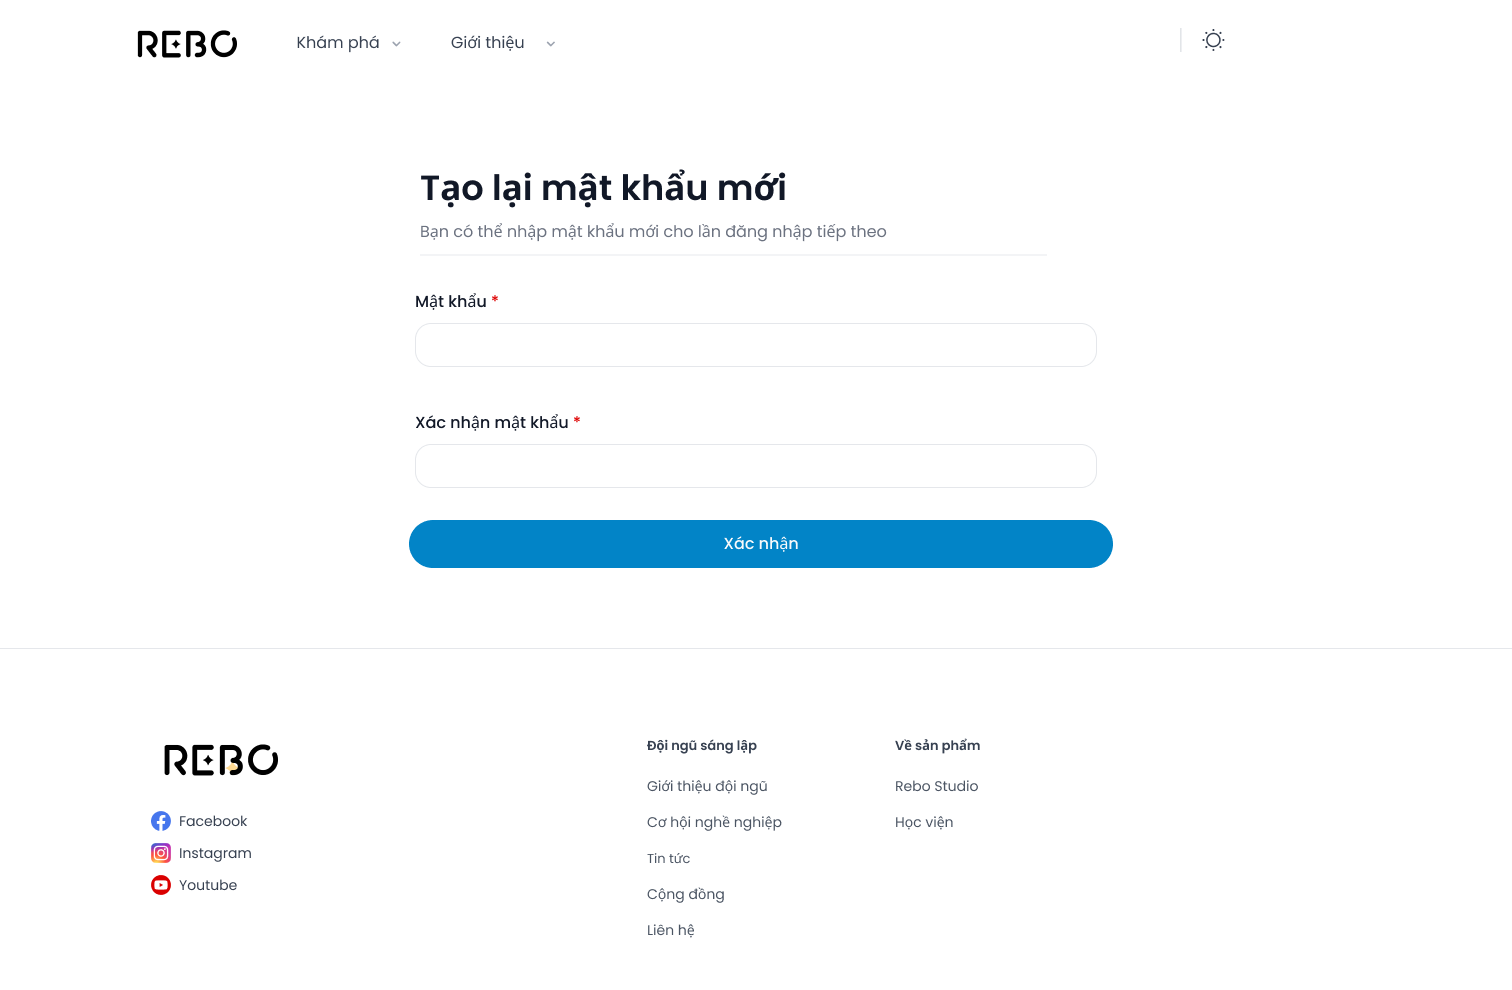 REBO
Khám phá
Giới thiệu
Tạo lại mật khẩu mới
Bạn có thể nhập mật khẩu mới cho lần đăng nhập tiếp theo
Mật khẩu *
Xác nhận mật khẩu *
Xác nhận
REBO
Facebook
Instagram
Youtube
Đội ngũ sáng lập
Giới thiệu đội ngũ
Cơ hội nghề nghiệp
Tin tức
Cộng đồng
Liên hệ
Về sản phẩm
Rebo Studio
Học viện